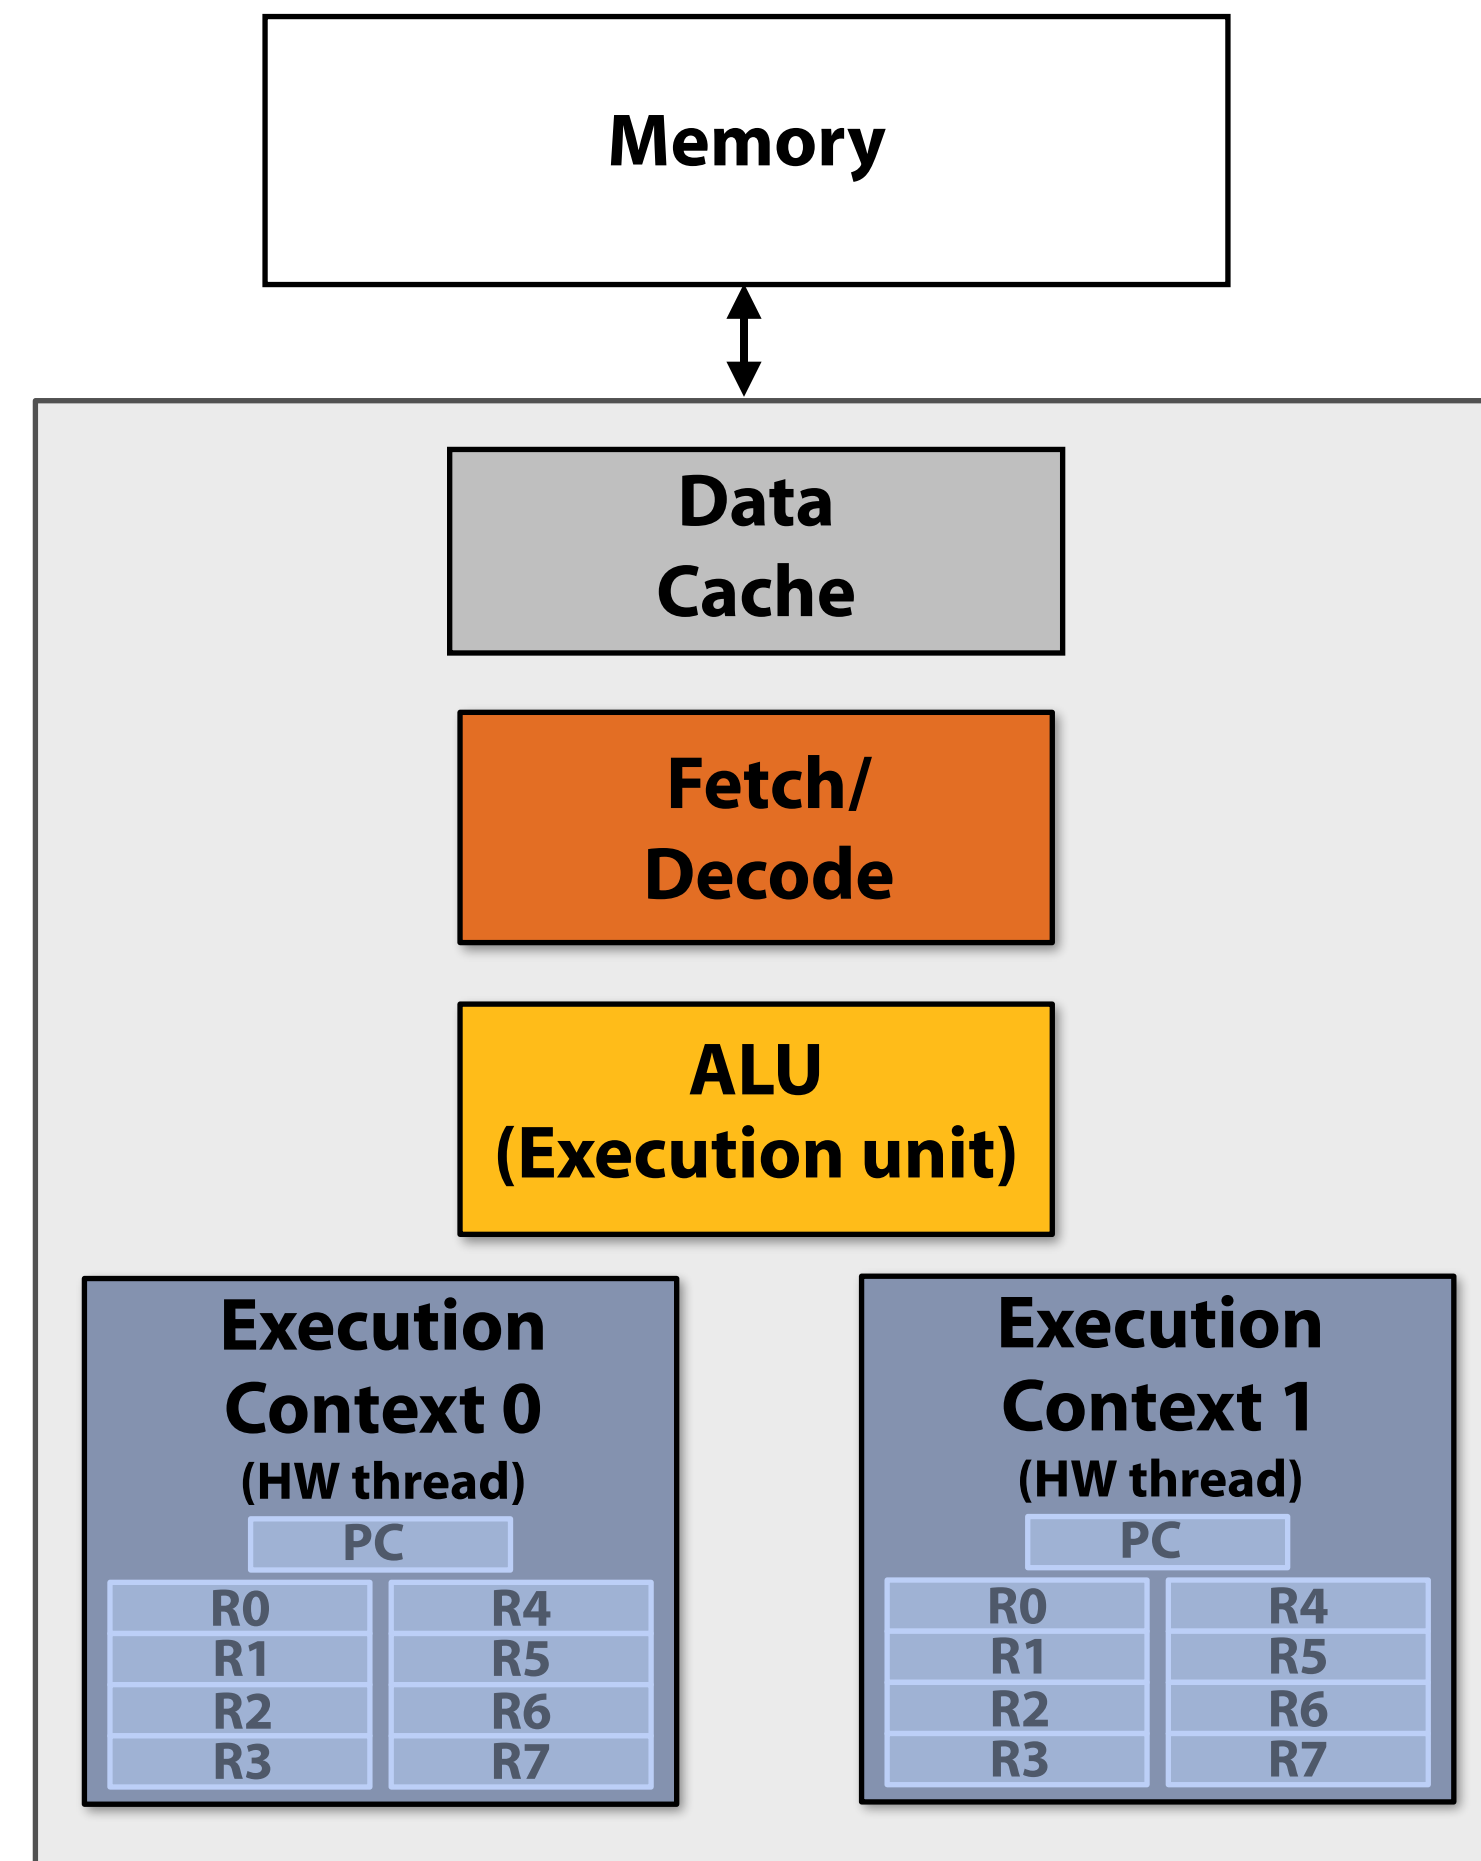 Memory
Data
Cache
Fetch/
Decode
ALU
(Execution unit)
Execution
Context 0
(HW thread)
PC
R0
R1
R2
R3
R4
R5
R6
R7
Execution
Context 1
(HW thread)
PC
R0
R1
R2
R3
R4
R5
R6
R7